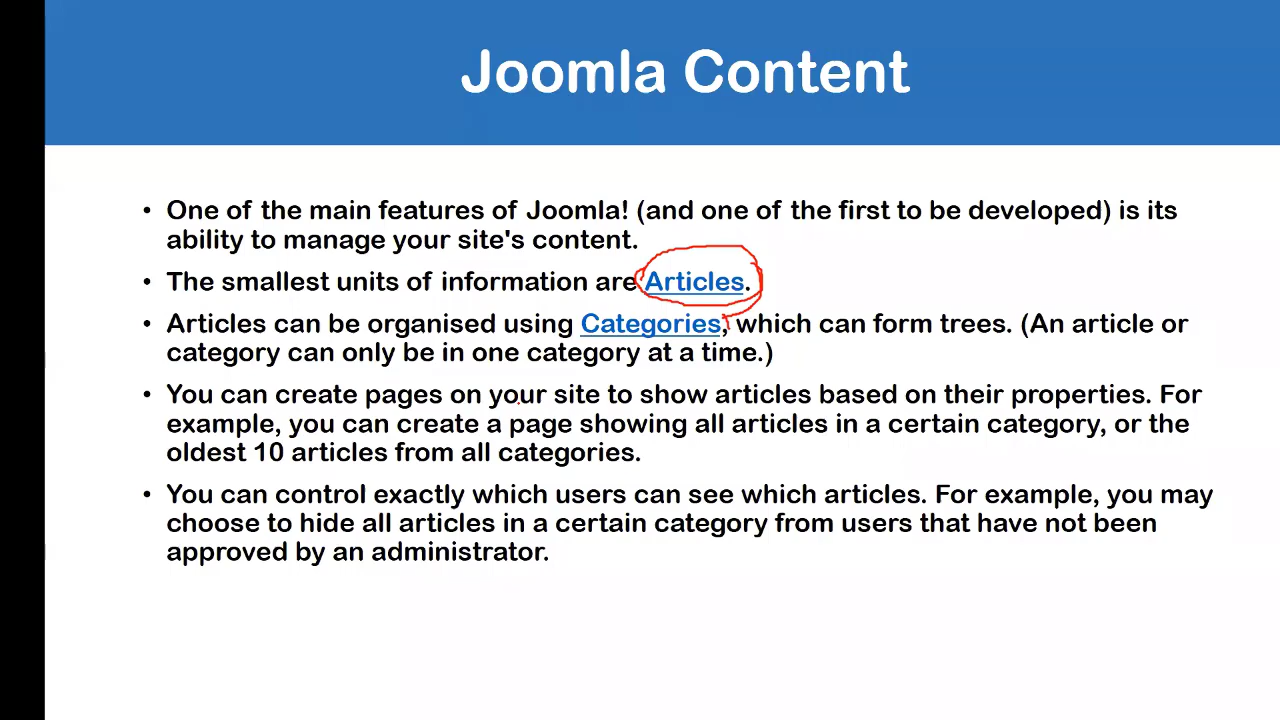 Joomla Content
• One of the main features of Joomla! (and one of the first to be developed) is its
ability to manage your site's content.
• The smallest units of information are Articles.
• Articles can be organised using Categories, which can form trees. (An article or
category can only be in one category at a time.)
• You can create pages on your site to show articles based on their properties. For
example, you can create a page showing all articles in a certain category, or the
oldest 10 articles from all categories.
• You can control exactly which users can see which articles. For example, you may
choose to hide all articles in a certain category from users that have not been
approved by an administrator.